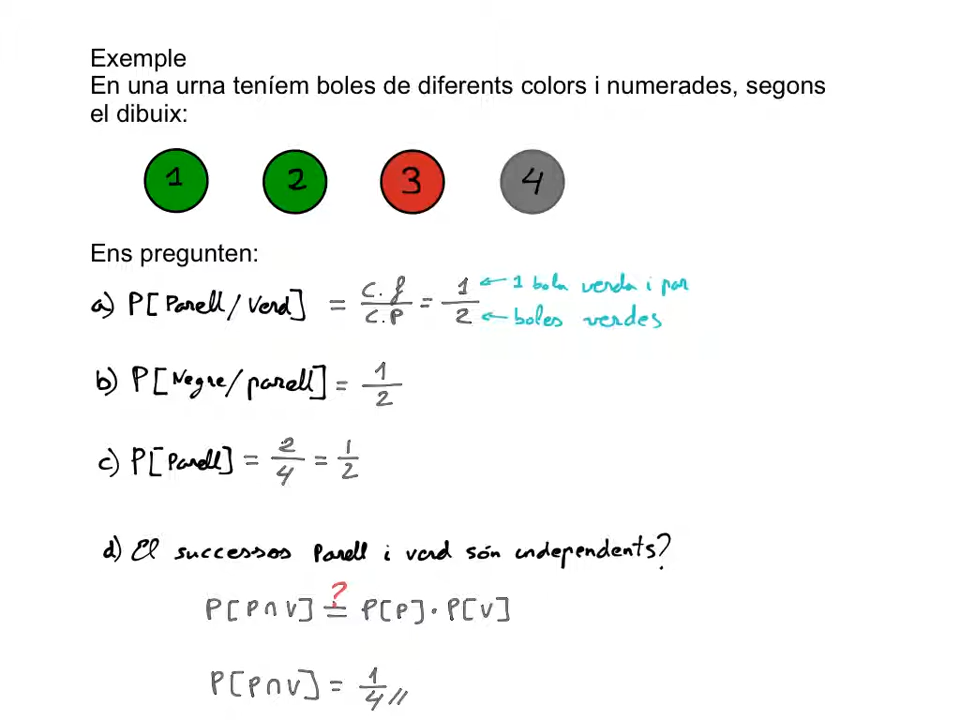 Exemple
En una urna teníem boles de diferents colors i numerades, segons
el dibuix:
1 2 3 4
Ens pregunten:
a) P[Parell/Verd] = c.f/c.p = 1/2 ← 1 bola verda i par
← boles verdes
b) P[Negre/parell] = 1/2
c) P[Parell] = 2/4 = 1/2
d) El successos Parell i verd són independents?
P[P∩V] =? P[P]·P[V]
P[P∩V] = 1/4 //